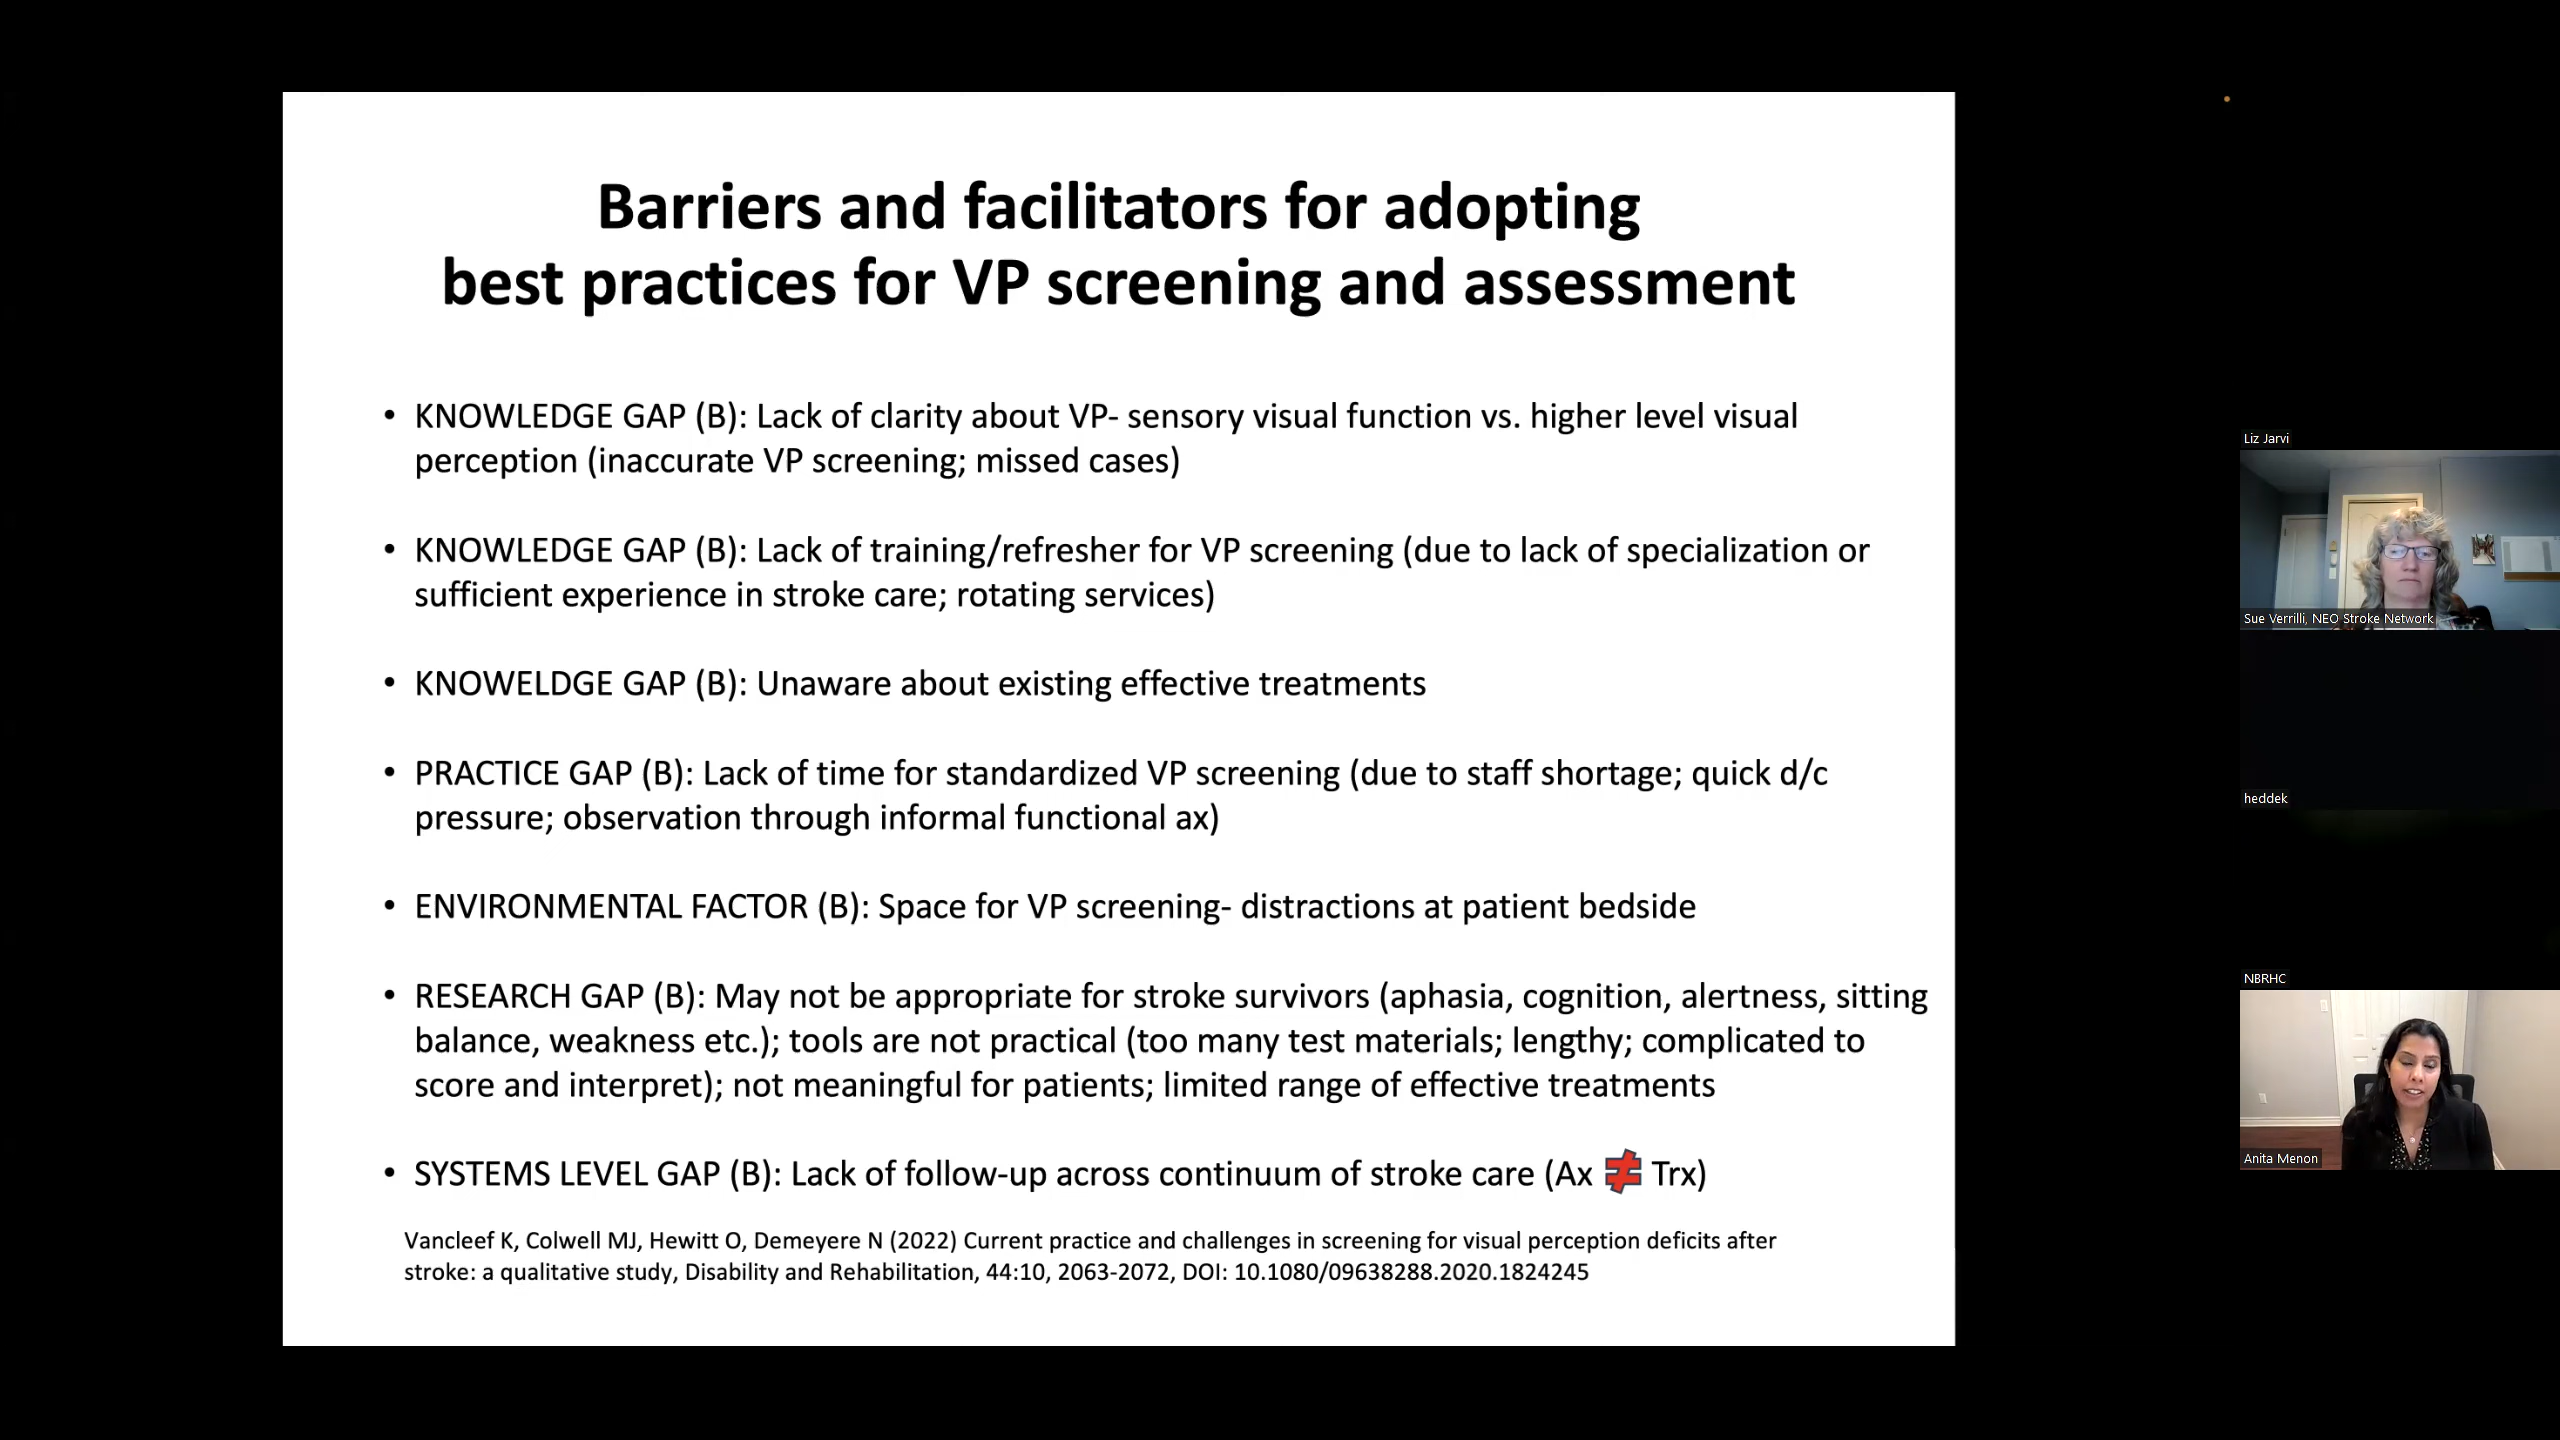 Barriers and facilitators for adopting
best practices for VP screening and assessment
• KNOWLEDGE GAP (B): Lack of clarity about VP- sensory visual function vs. higher level visual
perception (inaccurate VP screening; missed cases)
• KNOWLEDGE GAP (B): Lack of training/refresher for VP screening (due to lack of specialization or
sufficient experience in stroke care; rotating services)
• KNOWELDGE GAP (B): Unaware about existing effective treatments
• PRACTICE GAP (B): Lack of time for standardized VP screening (due to staff shortage; quick d/c
pressure; observation through informal functional ax)
• ENVIRONMENTAL FACTOR (B): Space for VP screening- distractions at patient bedside
• RESEARCH GAP (B): May not be appropriate for stroke survivors (aphasia, cognition, alertness, sitting
balance, weakness etc.); tools are not practical (too many test materials; lengthy; complicated to
score and interpret); not meaningful for patients; limited range of effective treatments
• SYSTEMS LEVEL GAP (B): Lack of follow-up across continuum of stroke care (Ax ≠ Trx)
Vancleef K, Colwell MJ, Hewitt O, Demeyere N (2022) Current practice and challenges in screening for visual perception deficits after
stroke: a qualitative study, Disability and Rehabilitation, 44:10, 2063-2072, DOI: 10.1080/09638288.2020.1824245
Liz Jarvi
Sue Verrilli, NEO Stroke Network
heddek
NBRHC
Anita Menon